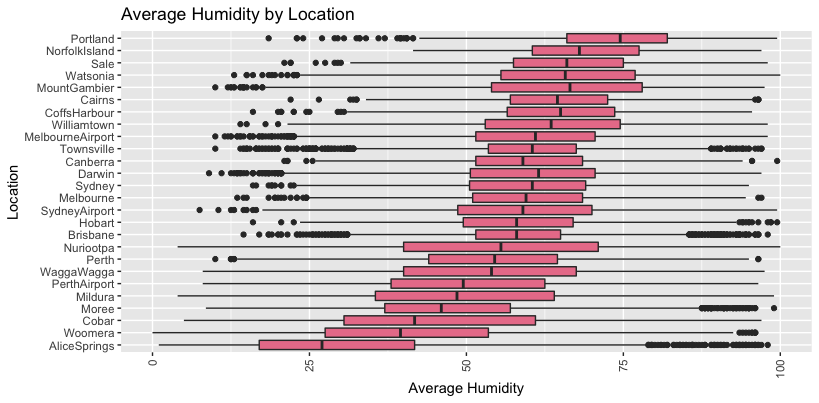 Average Humidity by Location
Location
Portland
NorfolkIsland
Sale
Watsonia
MountGambier
Cairns
CoffsHarbour
Williamtown
MelbourneAirport
Townsville
Canberra
Darwin
Sydney
Melbourne
SydneyAirport
Hobart
Brisbane
Nuriootpa
Perth
WaggaWagga
PerthAirport
Mildura
Moree
Cobar
Woomera
AliceSprings
0 25 50 75 100
Average Humidity